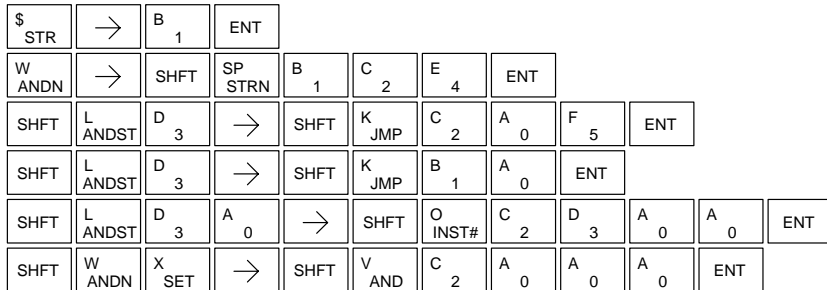 $ STR → B 1 ENT
W ANDN → SHFT SP STRN B 1 C 2 E 4 ENT
SHFT L ANDST D 3 → SHFT K JMP C 2 A 0 F 5 ENT
SHFT L ANDST D 3 → SHFT K JMP B 1 A 0 ENT
SHFT L ANDST D 3 A 0 → SHFT O INST# C 2 D 3 A 0 A 0 ENT
SHFT W ANDN X SET → SHFT V AND C 2 A 0 A 0 A 0 ENT